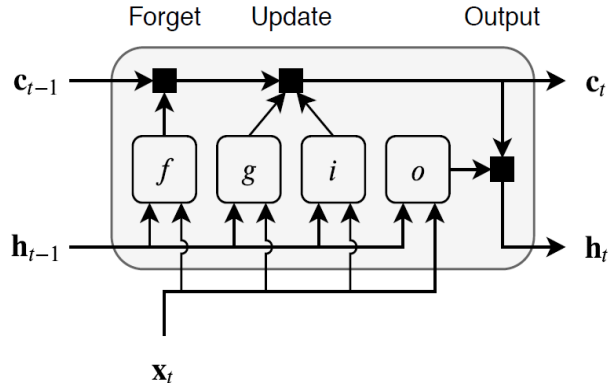 Forget Update Output
c_{t−1} c_t
f g i o
h_{t−1} h_t
x_t